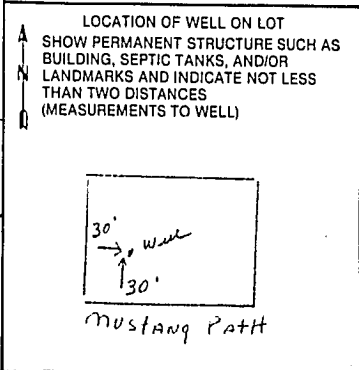 LOCATION OF WELL ON LOT
SHOW PERMANENT STRUCTURE SUCH AS
BUILDING, SEPTIC TANKS, AND/OR
N LANDMARKS AND INDICATE NOT LESS
THAN TWO DISTANCES
(MEASUREMENTS TO WELL)
30' Well
30'
MUSTANG PATH